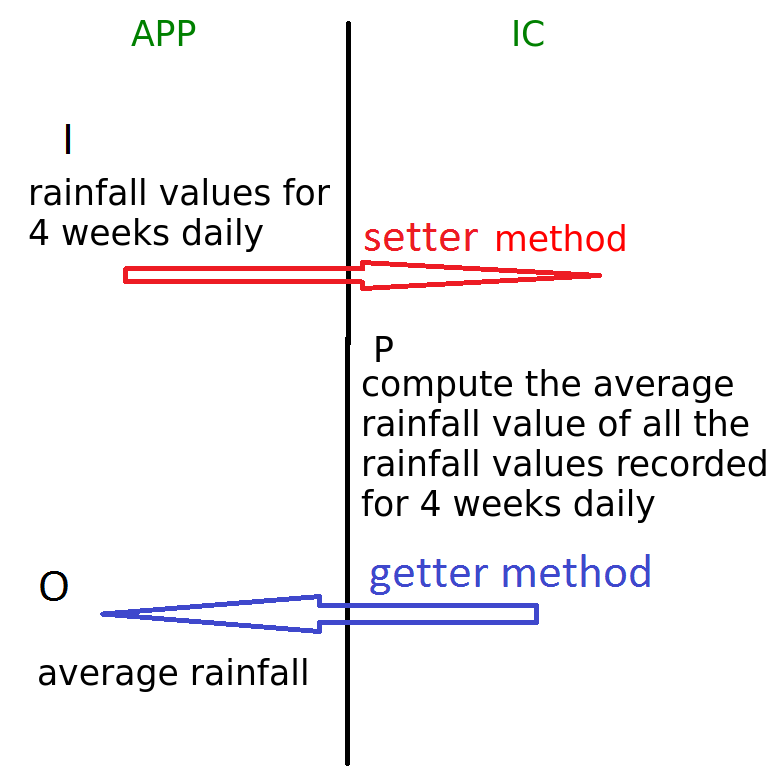 APP
IC
I
rainfall values for
4 weeks daily
setter method
P
compute the average
rainfall value of all the
rainfall values recorded
for 4 weeks daily
getter method
O
average rainfall